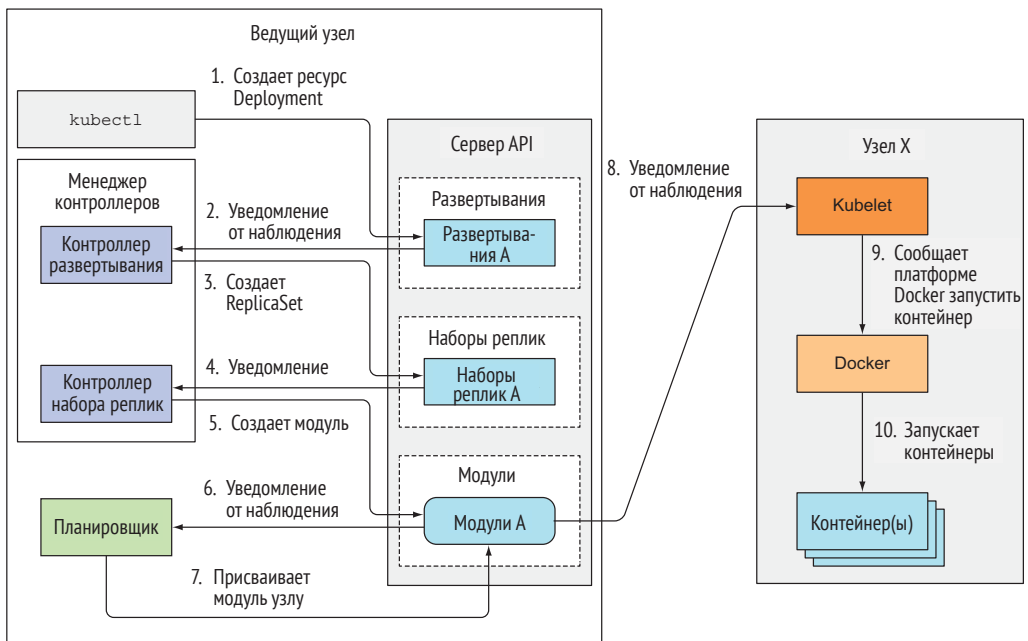 Ведущий узел
1. Создает ресурс
Deployment
kubectl
Сервер API
Узел X
8. Уведомление
от наблюдения
Менеджер
контроллеров
Развертывания
Kubelet
2. Уведомление
от наблюдения
Контроллер
развертывания
Развертыва-
ния A
9. Сообщает
платформе
Docker запустить
контейнер
3. Создает
ReplicaSet
Наборы реплик
4. Уведомление
Контроллер
набора реплик
Наборы
реплик A
Docker
5. Создает модуль
10. Запускает
контейнеры
Модули
6. Уведомление
от наблюдения
Планировщик
Модули A
Контейнер(ы)
7. Присваивает
модуль узлу